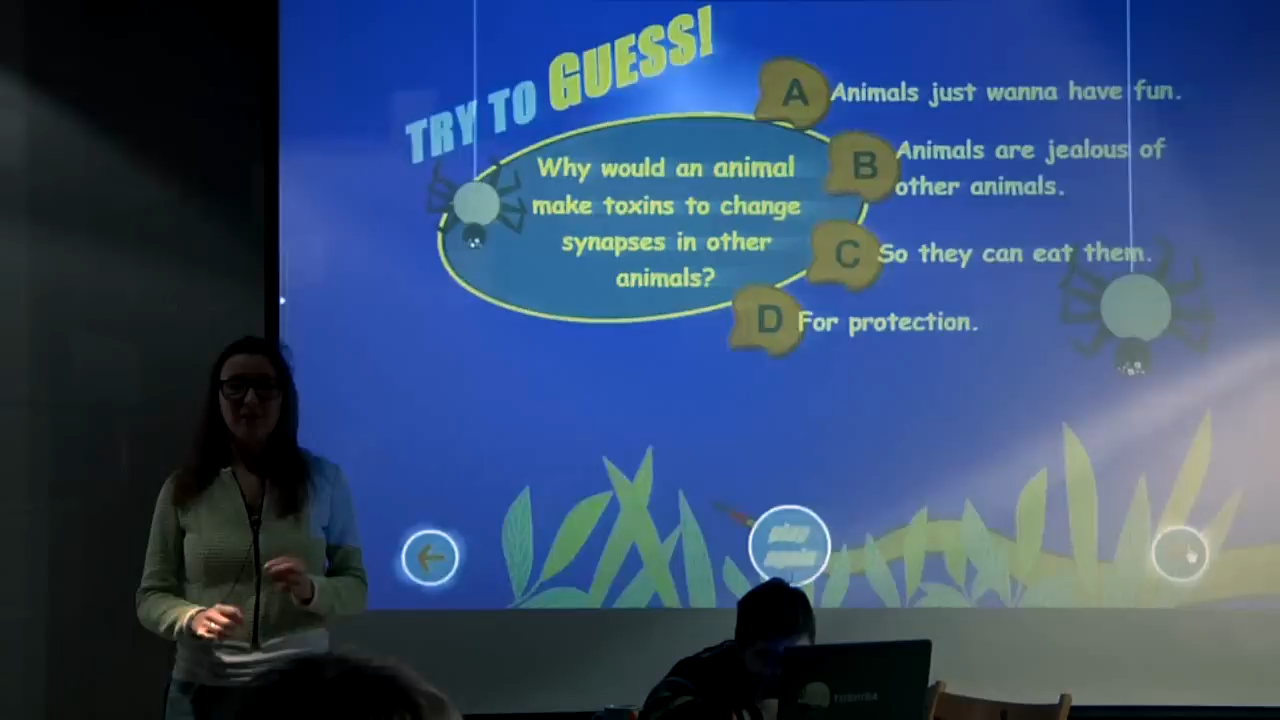 TRY TO GUESS!
Why would an animal
make toxins to change
synapses in other
animals?
A Animals just wanna have fun.
B Animals are jealous of
other animals.
C So they can eat them.
D For protection.
TOSHIBA